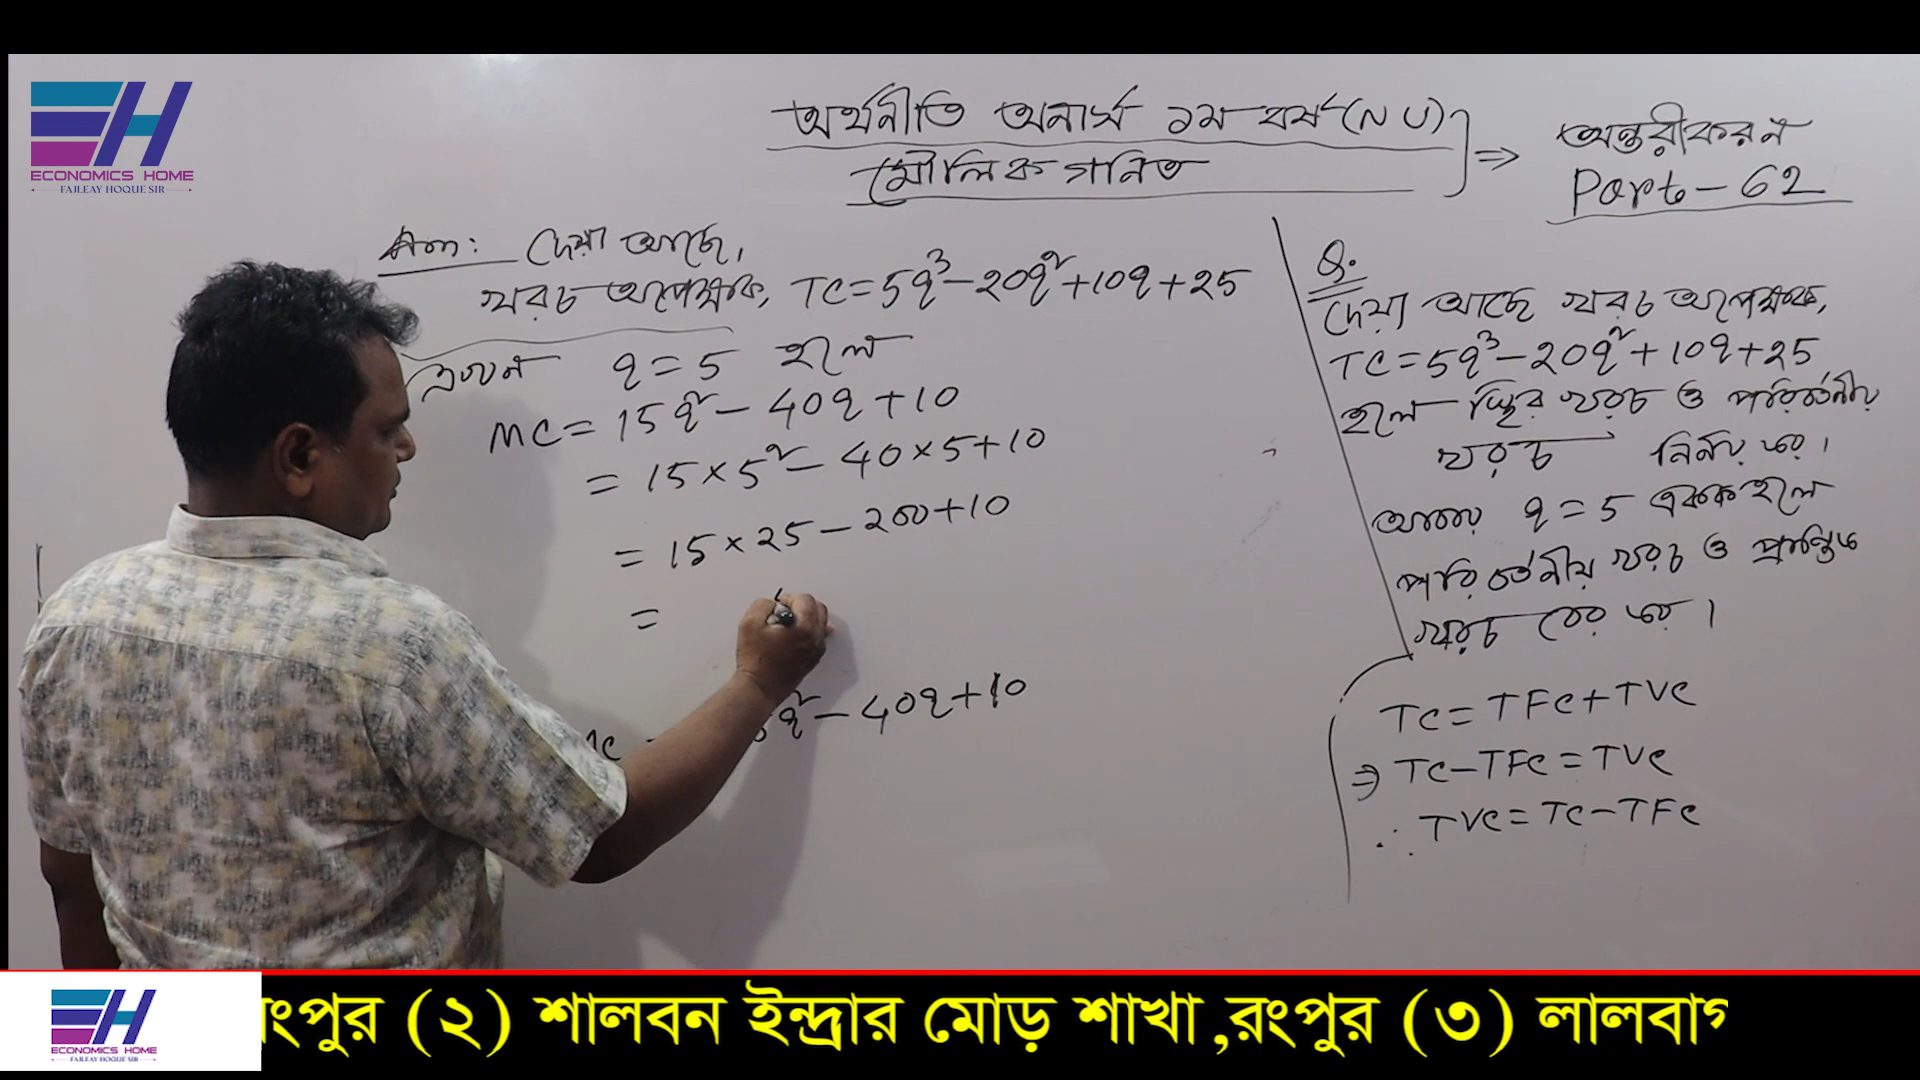 ECONOMICS HOME
FAILEAY HOQUE SIR
অর্থনীতি অনার্স ১ম বর্ষ (NU)
মৌলিক গনিত
⇒ অন্তরীকরন
Part - 62
সমা: দেয়া আছে,
খরচ অপেক্ষক, TC = 5q³ - 20q² + 10q + 25
এখন q = 5 হলে
MC = 15q² - 40q + 10
= 15 × 5² - 40 × 5 + 10
= 15 × 25 - 200 + 10
=
q² - 40q + 10
Q.
দেয়া আছে খরচ অপেক্ষক,
TC = 5q³ - 20q² + 10q + 25
হলে স্থির খরচ ও পরিবর্তনীয়
খরচ নির্নয় কর।
আবার q = 5 একক হলে
পরিবর্তনীয় খরচ ও প্রান্তিক
খরচ বের কর।
TC = TFC + TVC
⇒ TC - TFC = TVC
∴ TVC = TC - TFC
ECONOMICS HOME
FAILEAY HOQUE SIR
রংপুর (২) শালবন ইন্দ্রার মোড় শাখা,রংপুর (৩) লালবাগ